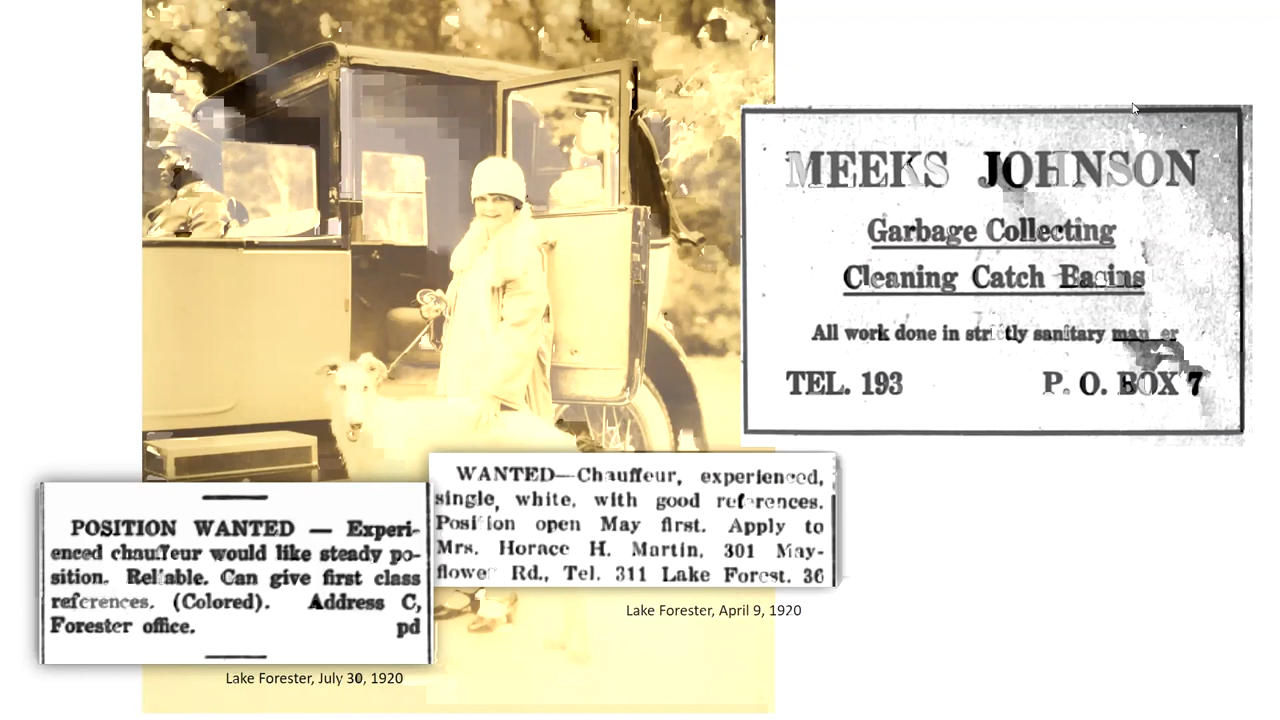 MEEKS JOHNSON
Garbage Collecting
Cleaning Catch Basins
All work done in strictly sanitary man er
TEL. 193 P. O. BOX 7
WANTED—Chauffeur, experienced,
single, white, with good references.
Position open May first. Apply to
Mrs. Horace H. Martin, 301 May-
flower Rd., Tel. 311 Lake Forest. 36
Lake Forester, April 9, 1920
POSITION WANTED — Experi-
enced chauffeur would like steady po-
sition. Reliable. Can give first class
references. (Colored). Address C,
Forester office. pd
Lake Forester, July 30, 1920